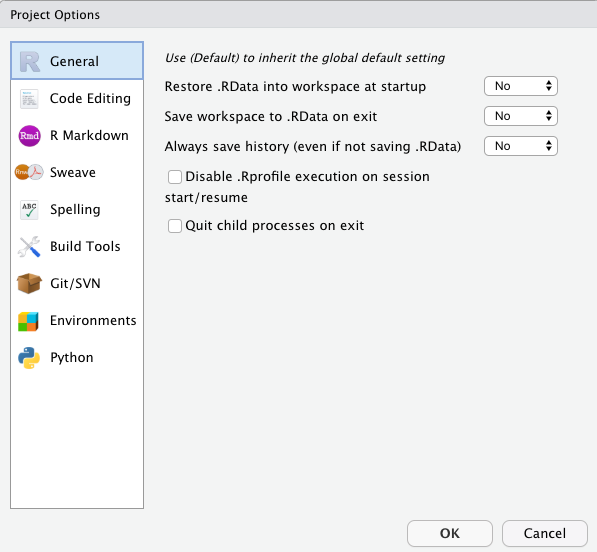 Project Options
General
Code Editing
Rmd
R Markdown
Sweave
ABC
Spelling
Build Tools
Git/SVN
Environments
Python
Use (Default) to inherit the global default setting
Restore .RData into workspace at startup
No
Save workspace to .RData on exit
No
Always save history (even if not saving .RData)
No
Disable .Rprofile execution on session
start/resume
Quit child processes on exit
OK
Cancel